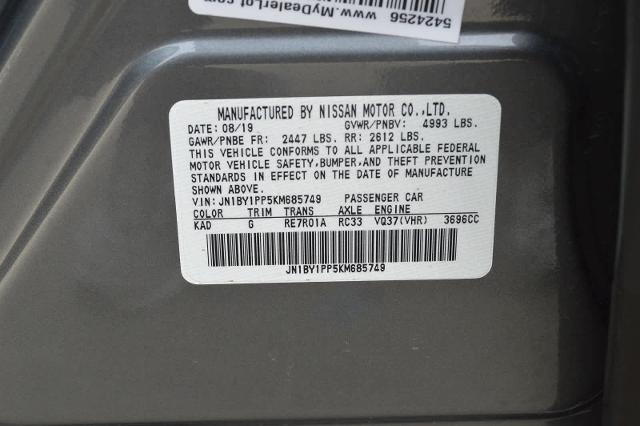 www.MyDealerLot.com
5424256
MANUFACTURED BY NISSAN MOTOR CO.,LTD.
DATE: 08/19 GVWR/PNBV: 4993 LBS.
GAWR/PNBE FR: 2447 LBS. RR: 2612 LBS.
THIS VEHICLE CONFORMS TO ALL APPLICABLE FEDERAL
MOTOR VEHICLE SAFETY,BUMPER,AND THEFT PREVENTION
STANDARDS IN EFFECT ON THE DATE OF MANUFACTURE
SHOWN ABOVE.
VIN: JN1BY1PP5KM685749 PASSENGER CAR
COLOR TRIM TRANS AXLE ENGINE
KAD G RE7R01A RC33 VQ37(VHR) 3696CC
JN1BY1PP5KM685749